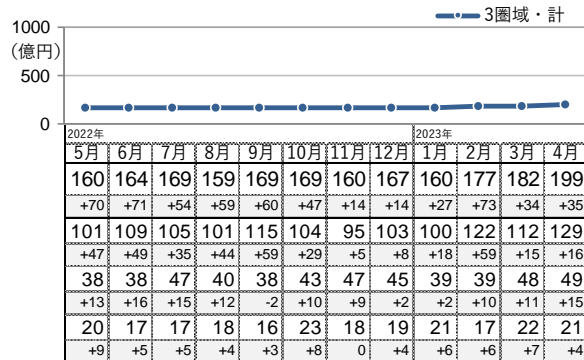 3圏域・計
1000
(億円)
500
0
2022年 2023年
5月 6月 7月 8月 9月 10月 11月 12月 1月 2月 3月 4月
160 164 169 159 169 169 160 167 160 177 182 199
+70 +71 +54 +59 +60 +47 +14 +14 +27 +73 +34 +35
101 109 105 101 115 104 95 103 100 122 112 129
+47 +49 +35 +44 +59 +29 +5 +8 +18 +59 +15 +16
38 38 47 40 38 43 47 45 39 39 48 49
+13 +16 +15 +12 -2 +10 +9 +2 +2 +10 +11 +15
20 17 17 18 16 23 18 19 21 17 22 21
+9 +5 +5 +4 +3 +8 0 +4 +6 +6 +7 +4